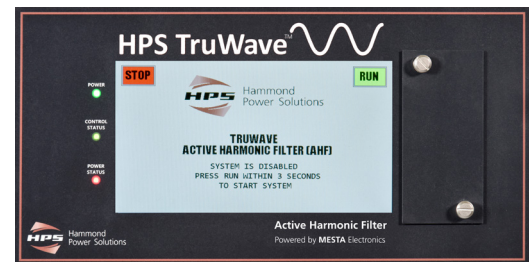 HPS TruWave™
STOP
RUN
HPS
Hammond
Power Solutions
POWER
CONTROL
STATUS
POWER
STATUS
TRUWAVE
ACTIVE HARMONIC FILTER (AHF)
SYSTEM IS DISABLED
PRESS RUN WITHIN 3 SECONDS
TO START SYSTEM
HPS
Hammond
Power Solutions
Active Harmonic Filter
Powered by MESTA Electronics